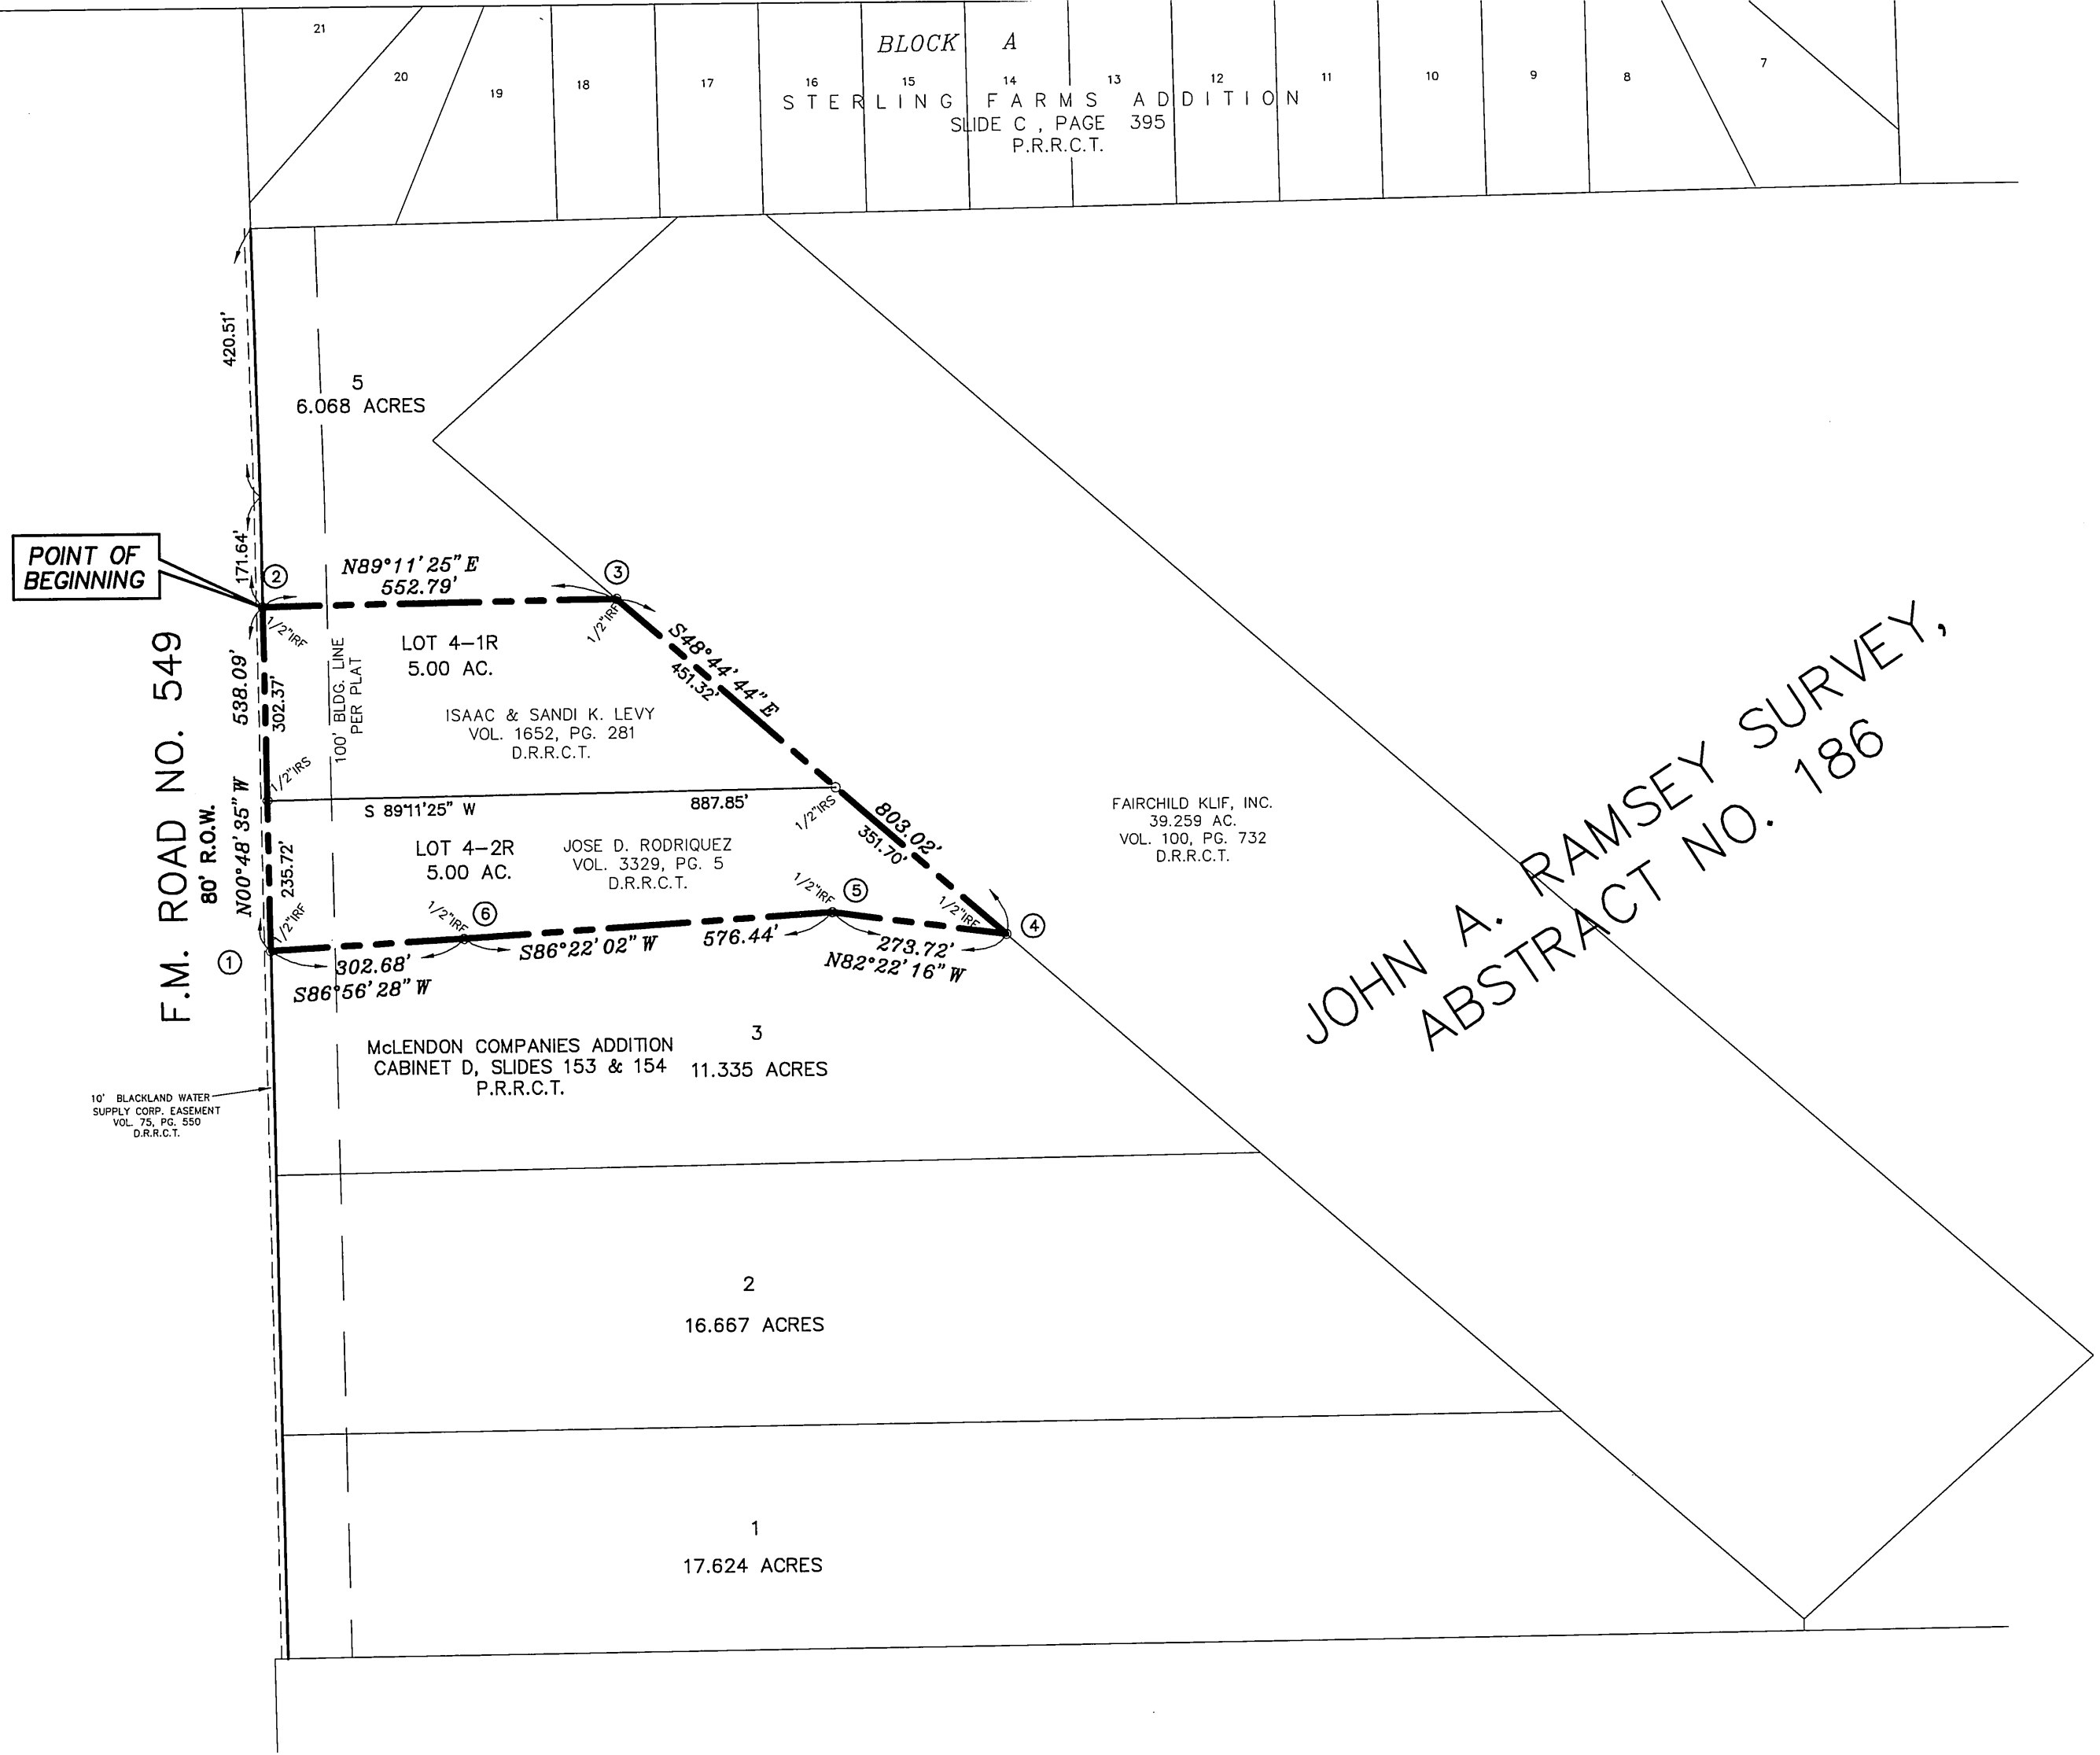 21
20
19
18
17
16
15
14
13
12
11
10
9
8
7
BLOCK A
STERLING FARMS ADDITION
SLIDE C , PAGE 395
P.R.R.C.T.
420.51'
5
6.068 ACRES
171.64'
POINT OF
BEGINNING
2
N89°11'25"E
552.79'
3
1/2"IRF
1/2"IRF
LOT 4-1R
5.00 AC.
S48°44'44"E
451.32'
F.M. ROAD NO. 549
80' R.O.W.
N00°48'35"W 538.09'
302.37'
100' BLDG. LINE
PER PLAT
ISAAC & SANDI K. LEVY
VOL. 1652, PG. 281
D.R.R.C.T.
1/2"IRS
S 89°11'25" W 887.85'
1/2"IRS
803.02'
351.70'
FAIRCHILD KLIF, INC.
39.259 AC.
VOL. 100, PG. 732
D.R.R.C.T.
JOHN A. RAMSEY SURVEY,
ABSTRACT NO. 186
LOT 4-2R
5.00 AC.
JOSE D. RODRIQUEZ
VOL. 3329, PG. 5
D.R.R.C.T.
235.72'
1/2"IRF
1/2"IRF
6
1/2"IRF
5
1/2"IRF
4
1
302.68'
S86°56'28"W
S86°22'02"W 576.44'
273.72'
N82°22'16"W
3
11.335 ACRES
McLENDON COMPANIES ADDITION
CABINET D, SLIDES 153 & 154
P.R.R.C.T.
10' BLACKLAND WATER
SUPPLY CORP. EASEMENT
VOL. 75, PG. 550
D.R.R.C.T.
2
16.667 ACRES
1
17.624 ACRES